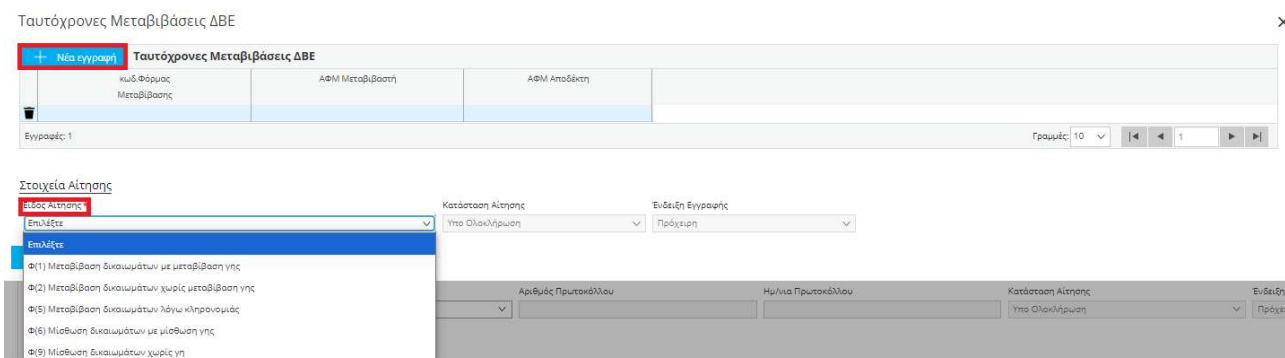 Ταυτόχρονες Μεταβιβάσεις ΔΒΕ
Νέα εγγραφή Ταυτόχρονες Μεταβιβάσεις ΔΒΕ
κωδ.Φόρμας Μεταβίβασης ΑΦΜ Μεταβιβαστή ΑΦΜ Αποδέκτη
Εγγραφές: 1 Γραμμές: 10 1
Στοιχεία Αίτησης
Είδος Αίτησης * Κατάσταση Αίτησης Ένδειξη Εγγραφής
Επιλέξτε Υπο Ολοκλήρωση Πρόχειρη
Επιλέξτε
Φ(1) Μεταβίβαση δικαιωμάτων με μεταβίβαση γης
Φ(2) Μεταβίβαση δικαιωμάτων χωρίς μεταβίβαση γης
Αριθμός Πρωτοκόλλου Ημ/νια Πρωτοκόλλου Κατάσταση Αίτησης Ένδειξη
Φ(5) Μεταβίβαση δικαιωμάτων λόγω κληρονομιάς
Υπο Ολοκλήρωση Πρόχε
Φ(6) Μίσθωση δικαιωμάτων με μίσθωση γης
Φ(9) Μίσθωση δικαιωμάτων χωρίς γη